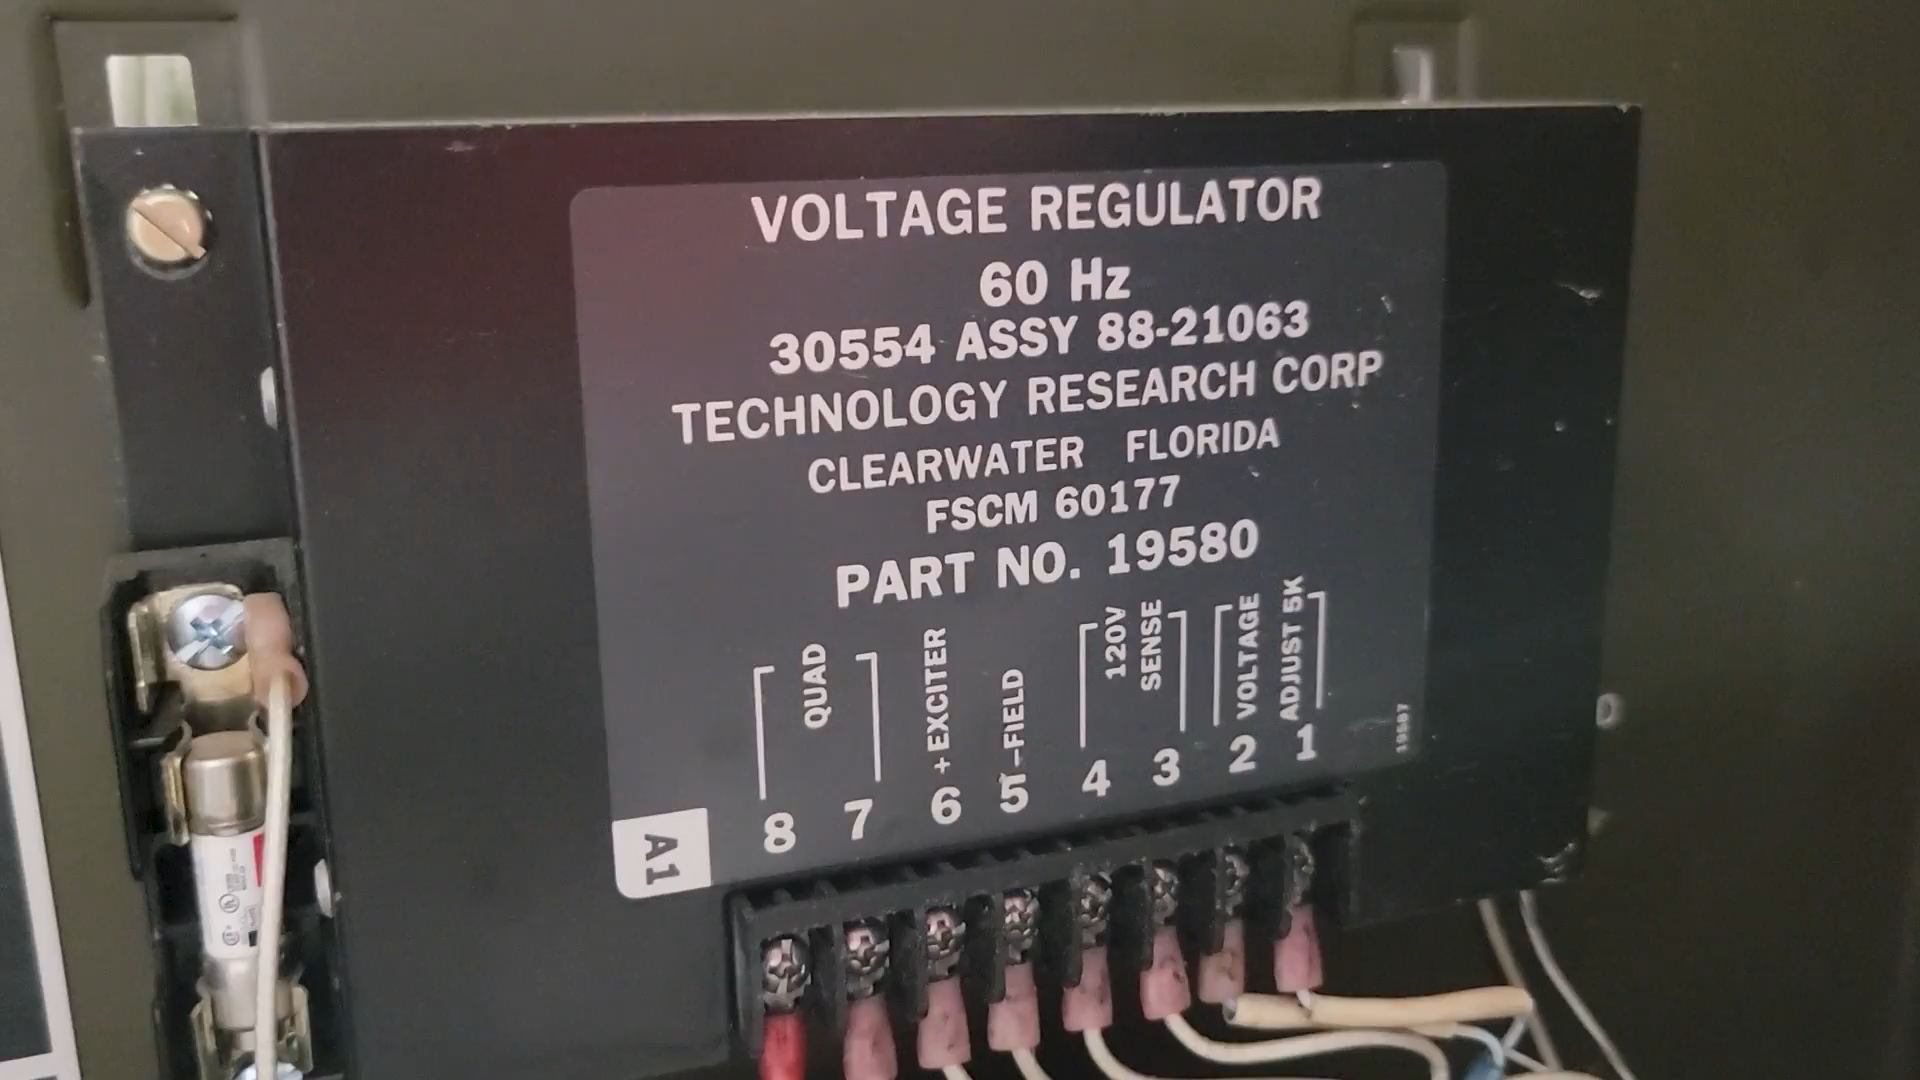 VOLTAGE REGULATOR
60 Hz
30554 ASSY 88-21063
TECHNOLOGY RESEARCH CORP
CLEARWATER FLORIDA
FSCM 60177
PART NO. 19580
QUAD
+ EXCITER
- FIELD
120V
SENSE
VOLTAGE
ADJUST 5K
8 7 6 5 4 3 2 1
19587
A1